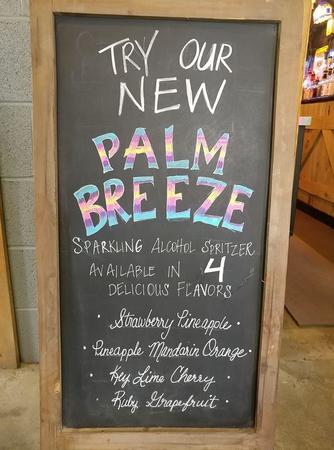 TRY OUR
NEW
PALM
BREEZE
SPARKLING ALCOHOL SPRITZER
AVAILABLE IN 4
DELICIOUS FLAVORS
• Strawberry Pineapple •
• Pineapple Mandarin Orange •
• Key Lime Cherry •
• Ruby Grapefruit •